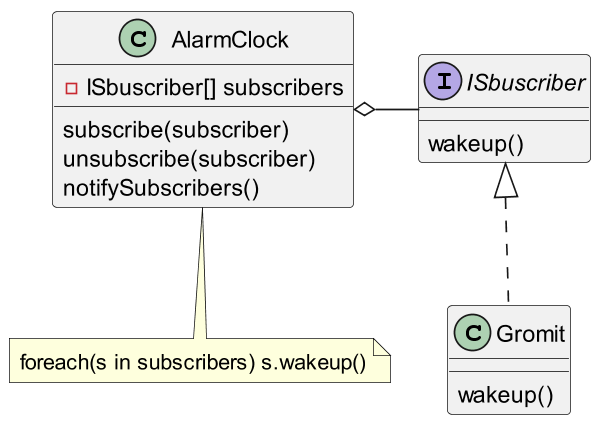 C AlarmClock
ISbuscriber[] subscribers
subscribe(subscriber)
unsubscribe(subscriber)
notifySubscribers()
I ISbuscriber
wakeup()
foreach(s in subscribers) s.wakeup()
C Gromit
wakeup()